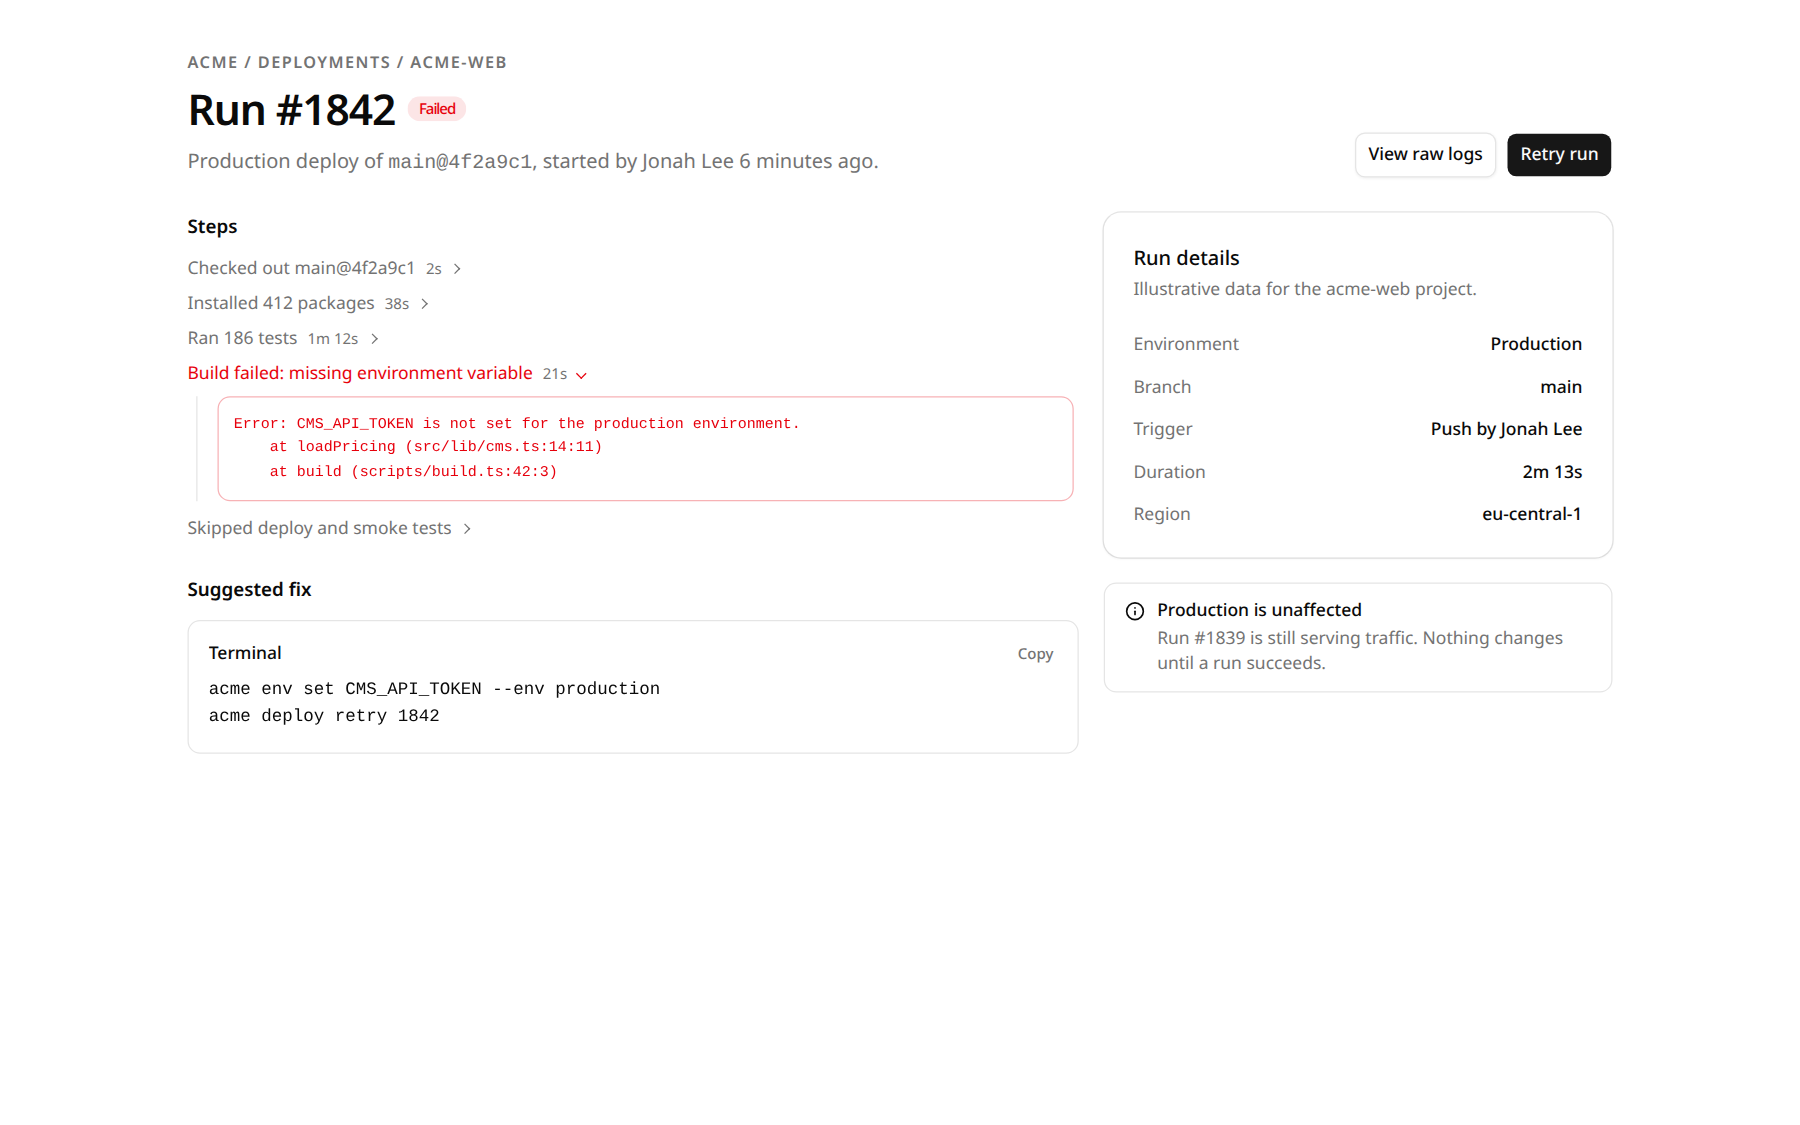 ACME / DEPLOYMENTS / ACME-WEB
Run #1842 Failed
Production deploy of main@4f2a9c1, started by Jonah Lee 6 minutes ago.
View raw logs
Retry run
Steps
Checked out main@4f2a9c1 2s
Installed 412 packages 38s
Ran 186 tests 1m 12s
Build failed: missing environment variable 21s
Error: CMS_API_TOKEN is not set for the production environment.
at loadPricing (src/lib/cms.ts:14:11)
at build (scripts/build.ts:42:3)
Skipped deploy and smoke tests
Suggested fix
Terminal
Copy
acme env set CMS_API_TOKEN --env production
acme deploy retry 1842
Run details
Illustrative data for the acme-web project.
Environment Production
Branch main
Trigger Push by Jonah Lee
Duration 2m 13s
Region eu-central-1
Production is unaffected
Run #1839 is still serving traffic. Nothing changes
until a run succeeds.